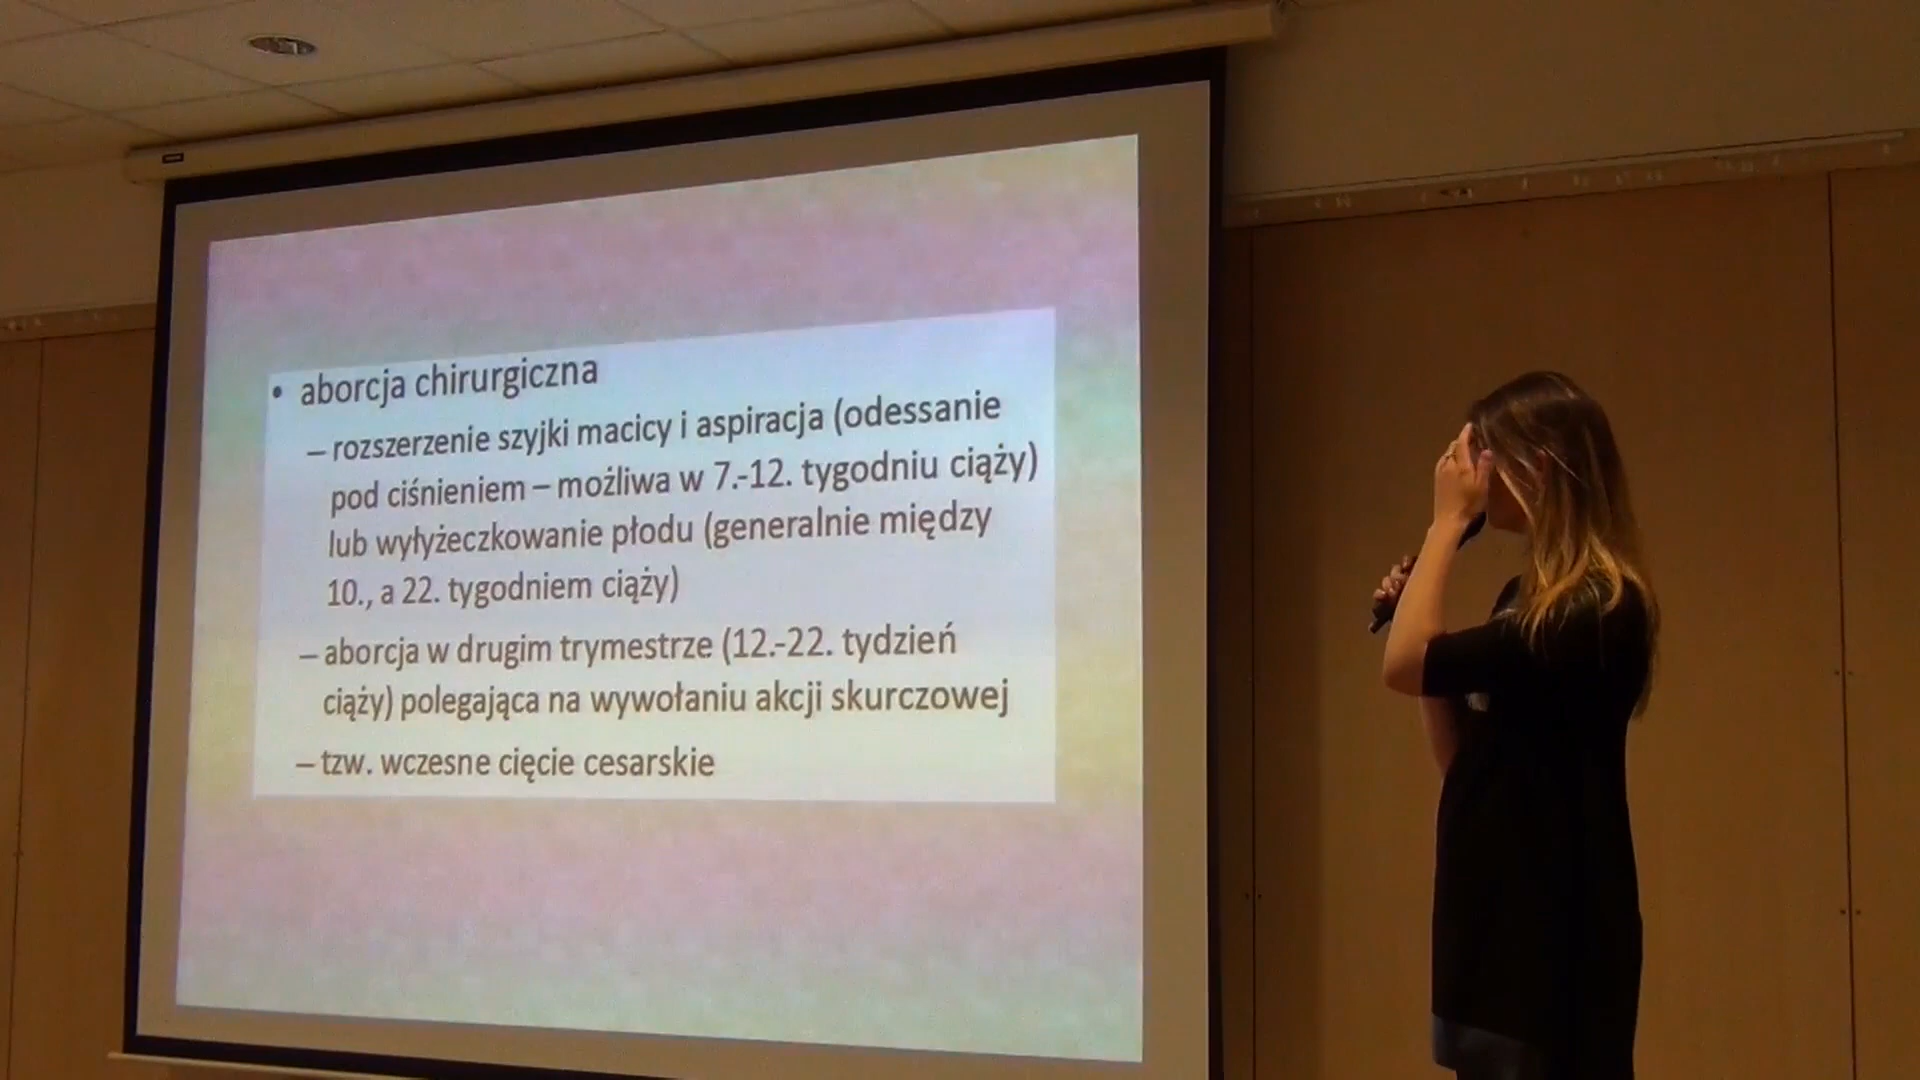 • aborcja chirurgiczna
– rozszerzenie szyjki macicy i aspiracja (odessanie
pod ciśnieniem – możliwa w 7.-12. tygodniu ciąży)
lub wyłyżeczkowanie płodu (generalnie między
10., a 22. tygodniem ciąży)
– aborcja w drugim trymestrze (12.-22. tydzień
ciąży) polegająca na wywołaniu akcji skurczowej
– tzw. wczesne cięcie cesarskie